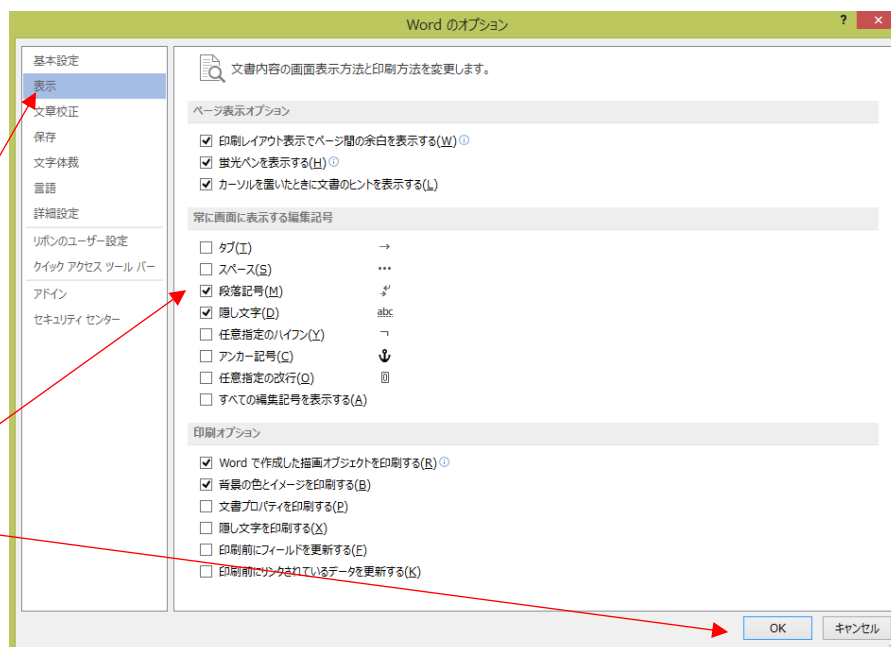 Word のオプション
?
×
基本設定
表示
文章校正
保存
文字体裁
言語
詳細設定
リボンのユーザー設定
クイック アクセス ツール バー
アドイン
セキュリティ センター
文書内容の画面表示方法と印刷方法を変更します。
ページ表示オプション
印刷レイアウト表示でページ間の余白を表示する(W)
蛍光ペンを表示する(H)
カーソルを置いたときに文書のヒントを表示する(L)
常に画面に表示する編集記号
タブ(T) →
スペース(S) •••
段落記号(M)
隠し文字(D) abc
任意指定のハイフン(Y) ¬
アンカー記号(C)
任意指定の改行(O)
すべての編集記号を表示する(A)
印刷オプション
Word で作成した描画オブジェクトを印刷する(R)
背景の色とイメージを印刷する(B)
文書プロパティを印刷する(P)
隠し文字を印刷する(X)
印刷前にフィールドを更新する(F)
印刷前にリンクされているデータを更新する(K)
OK キャンセル